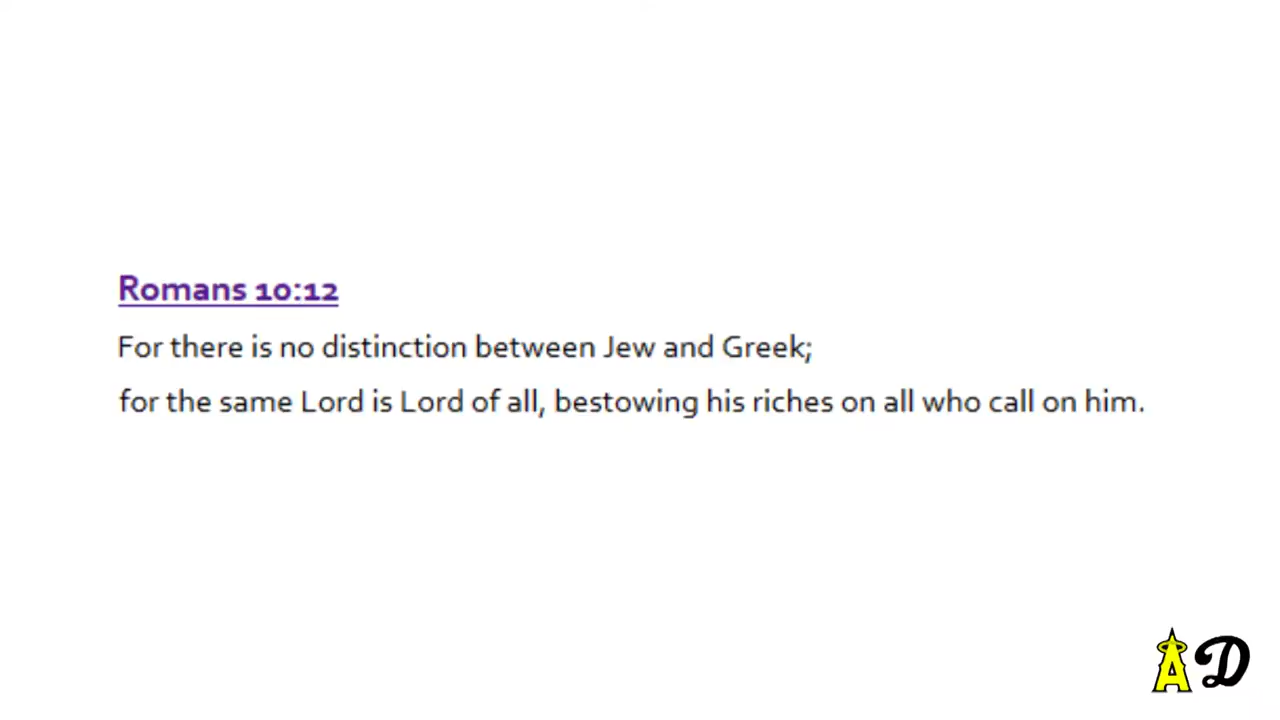 Romans 10:12
For there is no distinction between Jew and Greek;
for the same Lord is Lord of all, bestowing his riches on all who call on him.
A D